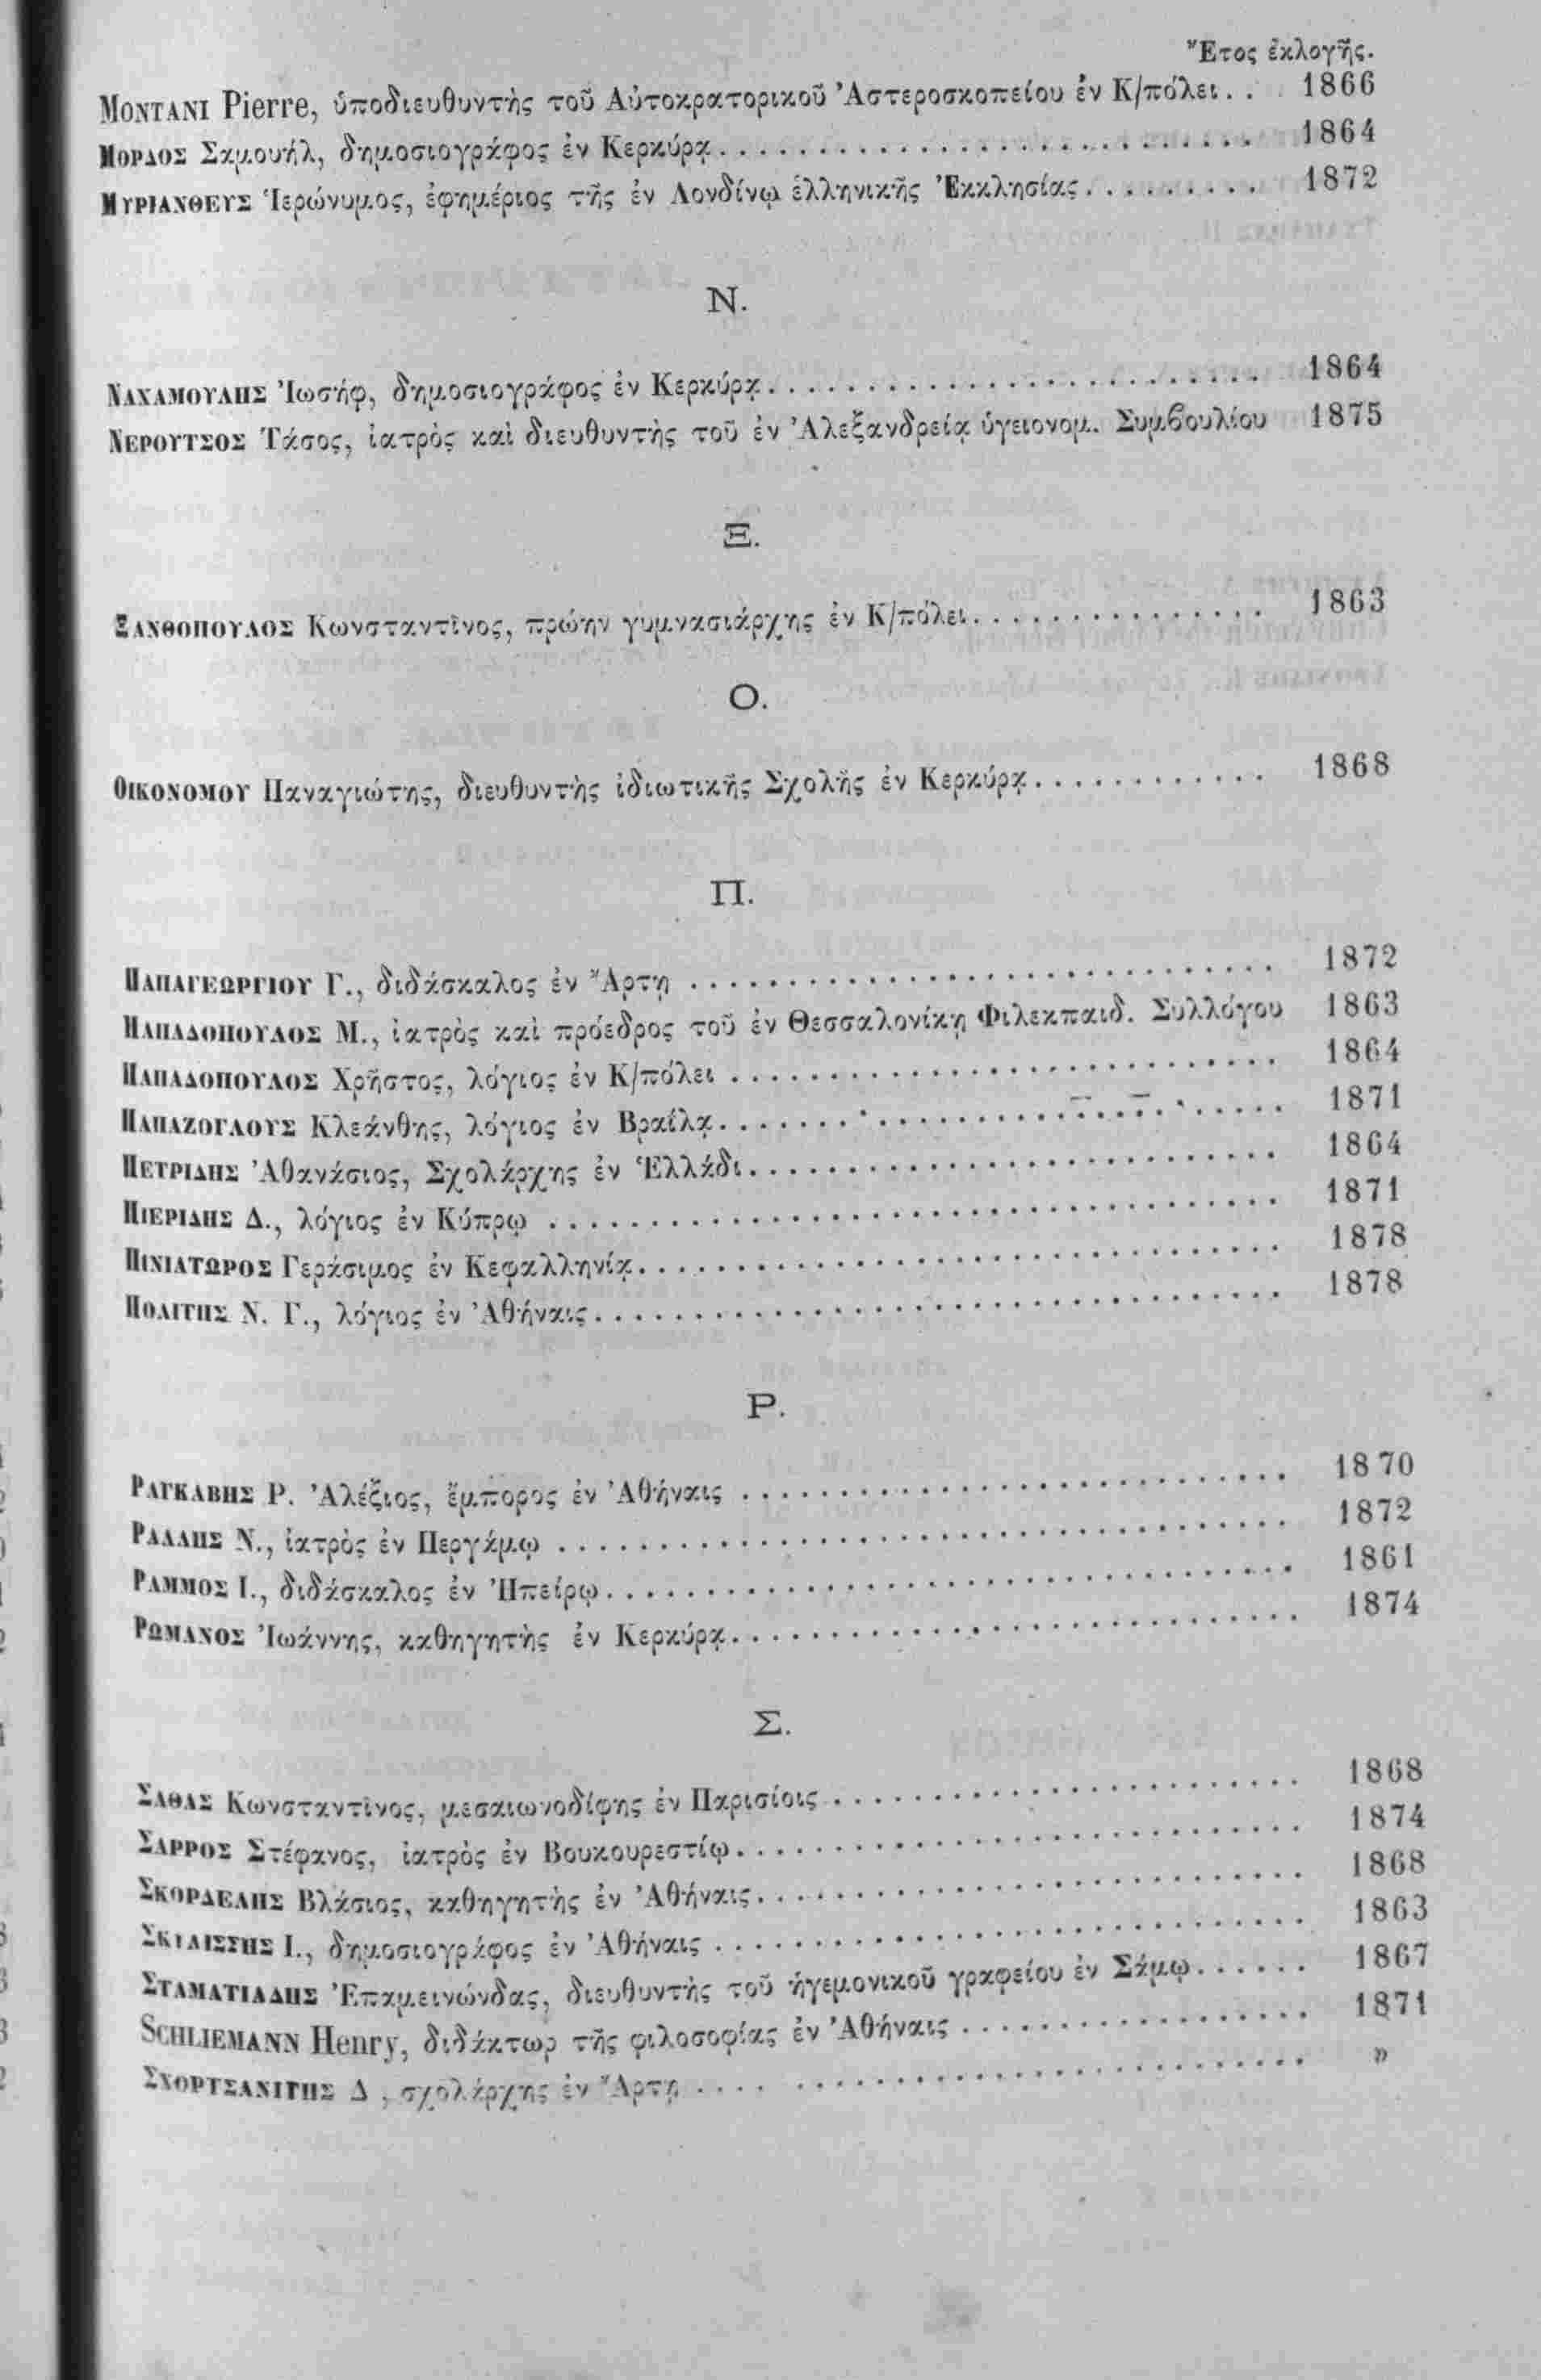 Ἔτος ἐκλογῆς.
ΜΟΝΤΑΝΙ Pierre, ὑποδιευθυντὴς τοῦ Αὐτοκρατορικοῦ Ἀστεροσκοπείου ἐν Κ/πόλει. . . 1866
ΜΟΡΔΟΣ Σαμουήλ, δημοσιογράφος ἐν Κερκύρᾳ . . . . . . . . . . 1864
ΜΥΡΙΑΝΘΕΥΣ Ἱερώνυμος, ἐφημέριος τῆς ἐν Λονδίνῳ ἑλληνικῆς Ἐκκλησίας . . . . . . . . . 1872
Ν.
ΝΑΧΑΜΟΥΛΗΣ Ἰωσήφ, δημοσιογράφος ἐν Κερκύρᾳ . . . . . . . . . . 1864
ΝΕΡΟΥΤΣΟΣ Τάσος, ἰατρὸς καὶ διευθυντὴς τοῦ ἐν Ἀλεξανδρείᾳ ὑγειονομ. Συμβουλίου 1875
Ξ.
ΞΑΝΘΟΠΟΥΛΟΣ Κωνσταντῖνος, πρώην γυμνασιάρχης ἐν Κ/πόλει . . . . . . . . . . 1863
Ο.
ΟΙΚΟΝΟΜΟΥ Παναγιώτης, διευθυντὴς ἰδιωτικῆς Σχολῆς ἐν Κερκύρᾳ . . . . . . . . . . 1868
Π.
ΠΑΠΑΓΕΩΡΓΙΟΥ Γ., διδάσκαλος ἐν Ἄρτῃ . . . . . . . . . . 1872
ΠΑΠΑΔΟΠΟΥΛΟΣ Μ., ἰατρὸς καὶ πρόεδρος τοῦ ἐν Θεσσαλονίκῃ Φιλεκπαιδ. Συλλόγου 1863
ΠΑΠΑΔΟΠΟΥΛΟΣ Χρῆστος, λόγιος ἐν Κ/πόλει . . . . . . . . . . 1864
ΠΑΠΑΖΟΓΛΟΥΣ Κλεάνθης, λόγιος ἐν Βραΐλᾳ . . . . . . . . . . 1871
ΠΕΤΡΙΔΗΣ Ἀθανάσιος, Σχολάρχης ἐν Ἑλλάδι . . . . . . . . . . 1864
ΠΙΕΡΙΔΗΣ Δ., λόγιος ἐν Κύπρῳ . . . . . . . . . . 1871
ΠΙΝΙΑΤΩΡΟΣ Γεράσιμος ἐν Κεφαλληνίᾳ . . . . . . . . . . 1878
ΠΟΛΙΤΗΣ Ν. Γ., λόγιος ἐν Ἀθήναις . . . . . . . . . . 1878
Ρ.
ΡΑΓΚΑΒΗΣ Ρ. Ἀλέξιος, ἔμπορος ἐν Ἀθήναις . . . . . . . . . . 1870
ΡΑΛΛΗΣ Ν., ἰατρὸς ἐν Περγάμῳ . . . . . . . . . . 1872
ΡΑΜΜΟΣ Ι., διδάσκαλος ἐν Ἠπείρῳ . . . . . . . . . . 1861
ΡΩΜΑΝΟΣ Ἰωάννης, καθηγητὴς ἐν Κερκύρᾳ . . . . . . . . . . 1874
Σ.
ΣΑΘΑΣ Κωνσταντῖνος, μεσαιωνοδίφης ἐν Παρισίοις . . . . . . . . . . 1868
ΣΑΡΡΟΣ Στέφανος, ἰατρὸς ἐν Βουκουρεστίῳ . . . . . . . . . . 1874
ΣΚΟΡΔΕΛΗΣ Βλάσιος, καθηγητὴς ἐν Ἀθήναις . . . . . . . . . . 1868
ΣΚΙΛΙΣΣΗΣ Ι., δημοσιογράφος ἐν Ἀθήναις . . . . . . . . . . 1863
ΣΤΑΜΑΤΙΑΔΗΣ Ἐπαμεινώνδας, διευθυντὴς τοῦ ἡγεμονικοῦ γραφείου ἐν Σάμῳ . . . . . . 1867
SCHLIEMANN Henry, διδάκτωρ τῆς φιλοσοφίας ἐν Ἀθήναις . . . . . . . . . . 1871
ΣΧΟΡΤΣΑΝΙΤΗΣ Δ , σχολάρχης ἐν Ἄρτῃ . . . . . . . . . . »